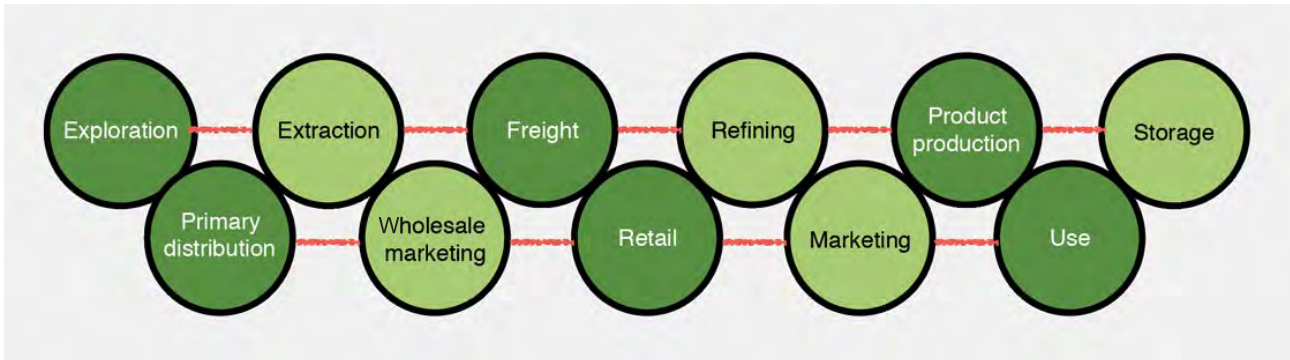 Exploration
Extraction
Freight
Refining
Product
production
Storage
Primary
distribution
Wholesale
marketing
Retail
Marketing
Use